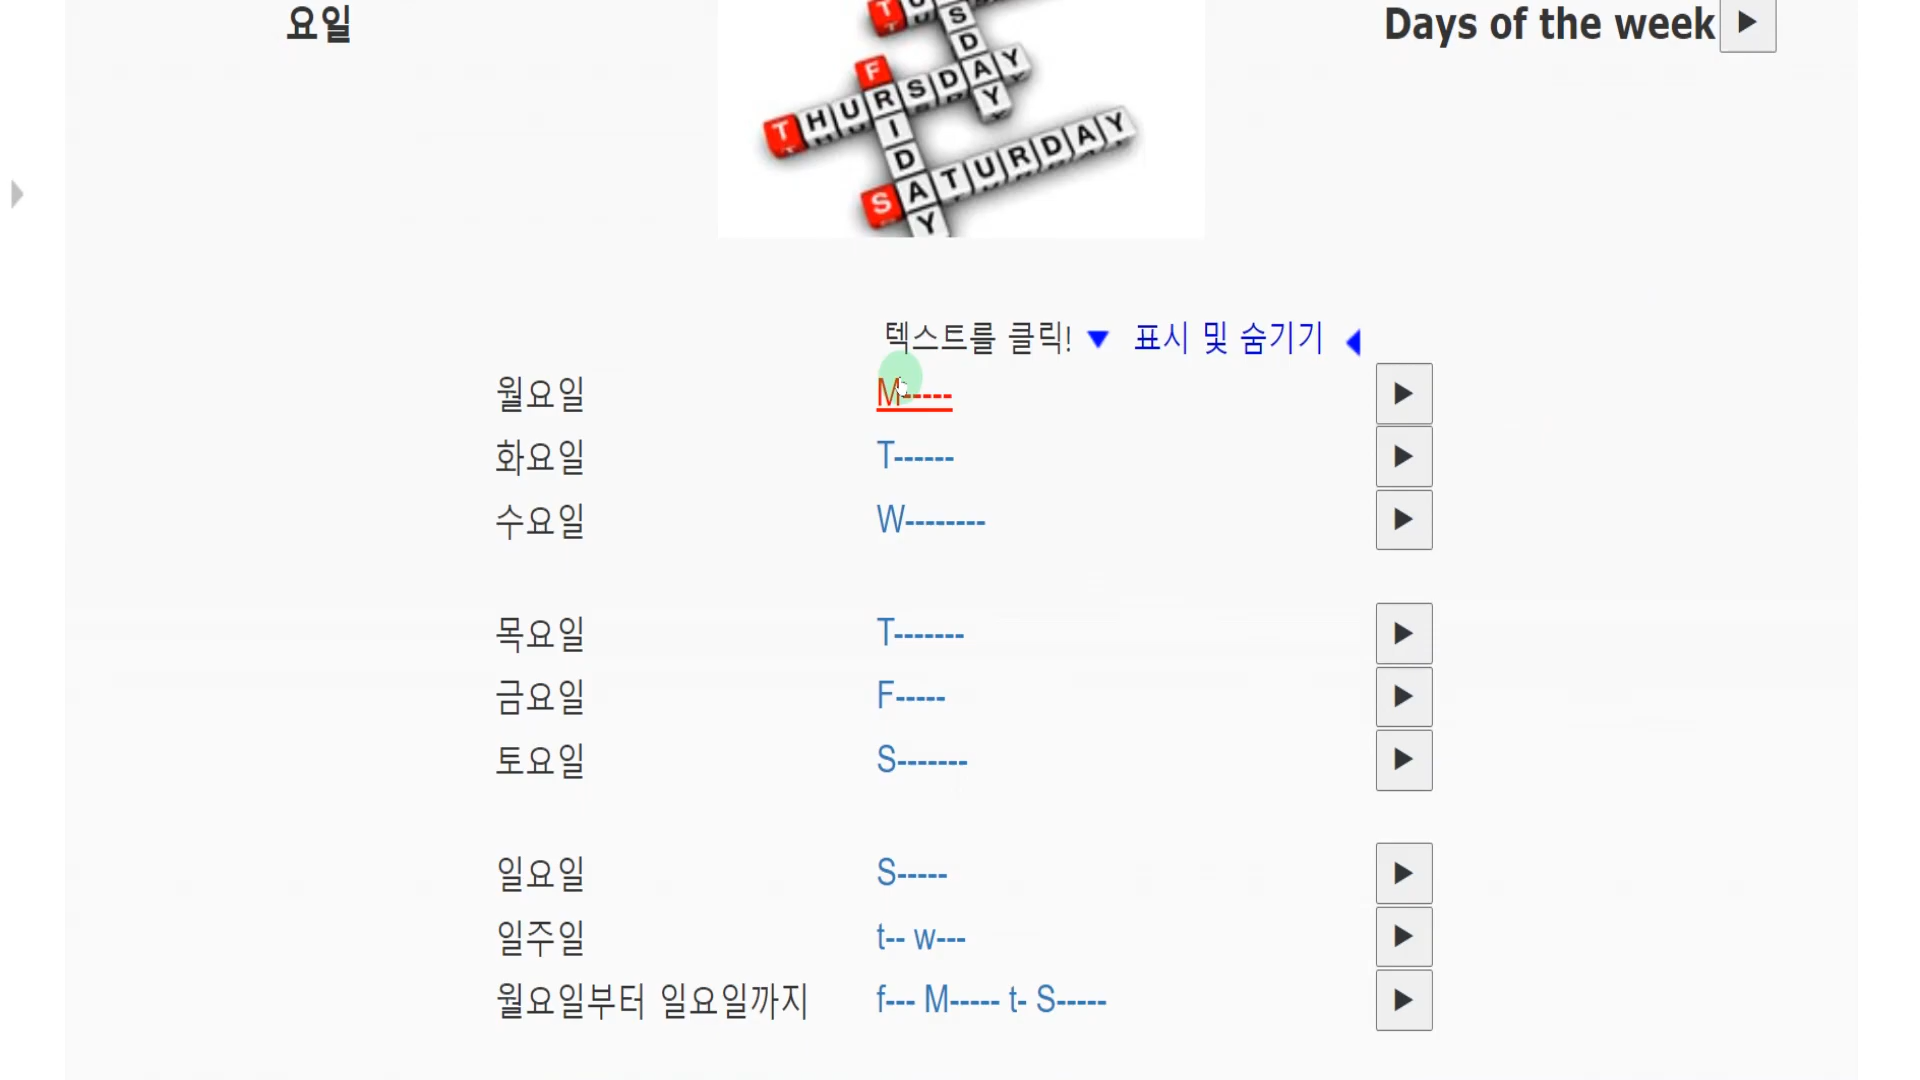 요일
Days of the week
THURSDAY
FRIDAY
SATURDAY
텍스트를 클릭! 표시 및 숨기기
월요일 M-----
화요일 T------
수요일 W--------
목요일 T-------
금요일 F-----
토요일 S-------
일요일 S-----
일주일 t-- w---
월요일부터 일요일까지 f--- M----- t- S-----